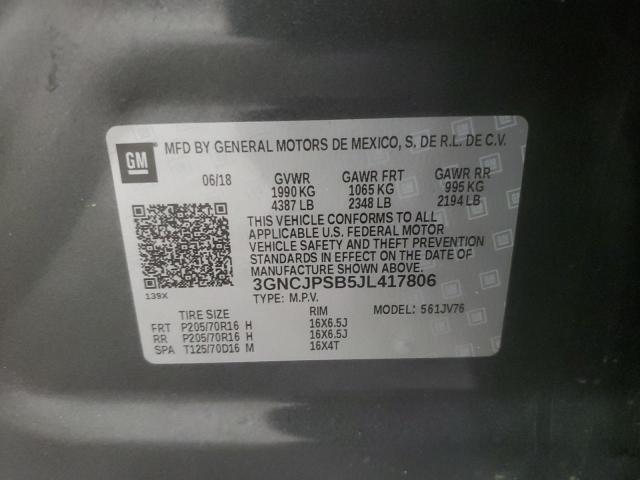 GM
MFD BY GENERAL MOTORS DE MEXICO, S. DE R.L. DE C.V.
06/18 GVWR GAWR FRT GAWR RR
1990 KG 1065 KG 995 KG
4387 LB 2348 LB 2194 LB
THIS VEHICLE CONFORMS TO ALL
APPLICABLE U.S. FEDERAL MOTOR
VEHICLE SAFETY AND THEFT PREVENTION
STANDARDS IN EFFECT ON THE DATE OF
MANUFACTURE SHOWN ABOVE.
139X 3GNCJPSB5JL417806
TYPE: M.P.V. MODEL: 561JV76
TIRE SIZE RIM
FRT P205/70R16 H 16X6.5J
RR P205/70R16 H 16X6.5J
SPA T125/70D16 M 16X4T